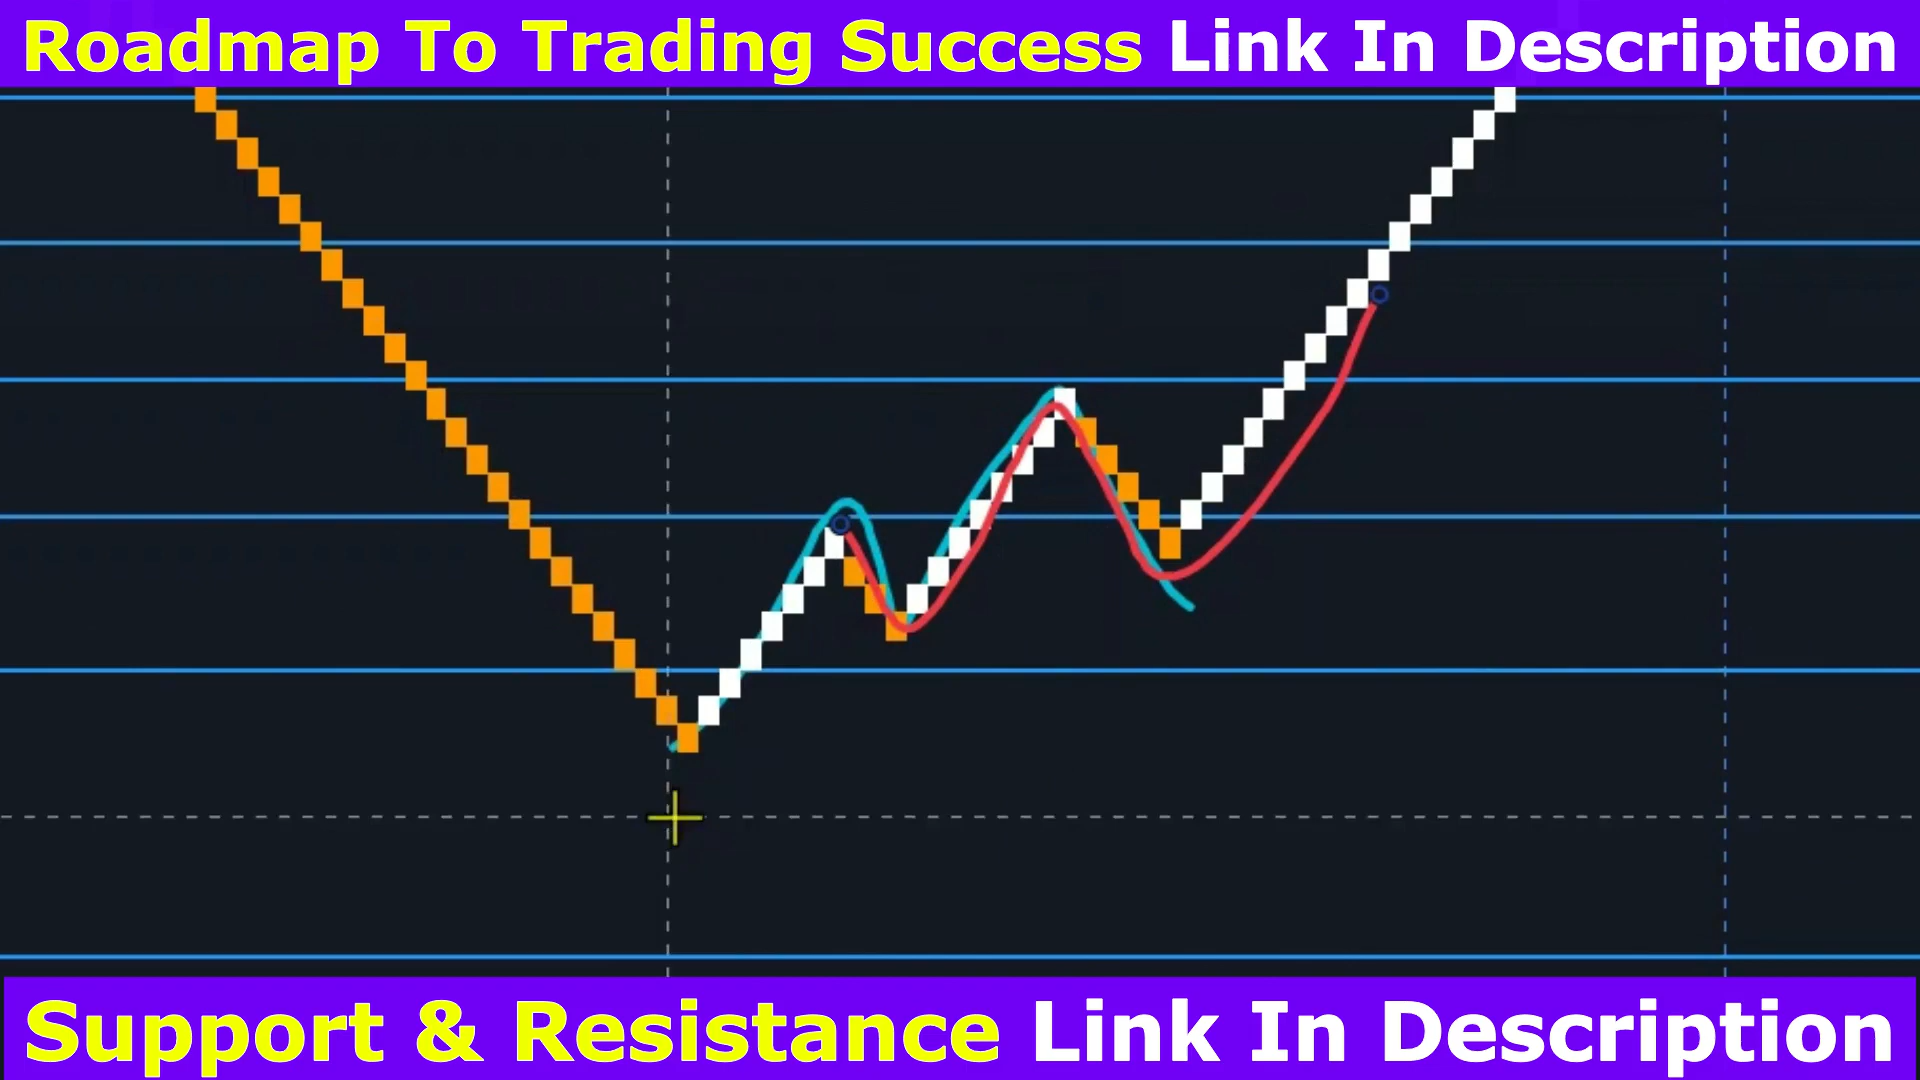 Roadmap To Trading Success Link In Description
Support & Resistance Link In Description